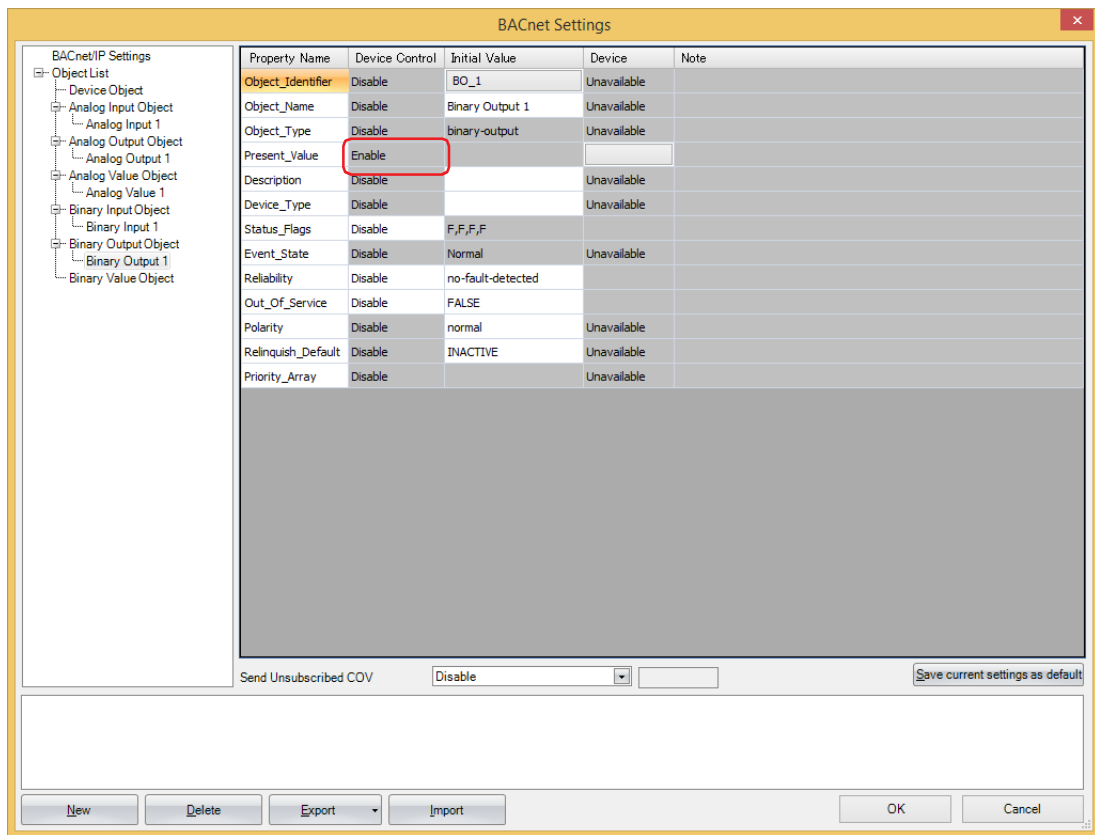 BACnet Settings
BACnet/IP Settings
Object List
Device Object
Analog Input Object
Analog Input 1
Analog Output Object
Analog Output 1
Analog Value Object
Analog Value 1
Binary Input Object
Binary Input 1
Binary Output Object
Binary Output 1
Binary Value Object
Property Name Device Control Initial Value Device Note
Object_Identifier Disable BO_1 Unavailable
Object_Name Disable Binary Output 1 Unavailable
Object_Type Disable binary-output Unavailable
Present_Value Enable
Description Disable Unavailable
Device_Type Disable Unavailable
Status_Flags Disable F,F,F,F
Event_State Disable Normal Unavailable
Reliability Disable no-fault-detected
Out_Of_Service Disable FALSE
Polarity Disable normal Unavailable
Relinquish_Default Disable INACTIVE Unavailable
Priority_Array Disable Unavailable
Send Unsubscribed COV Disable Save current settings as default
New Delete Export Import OK Cancel